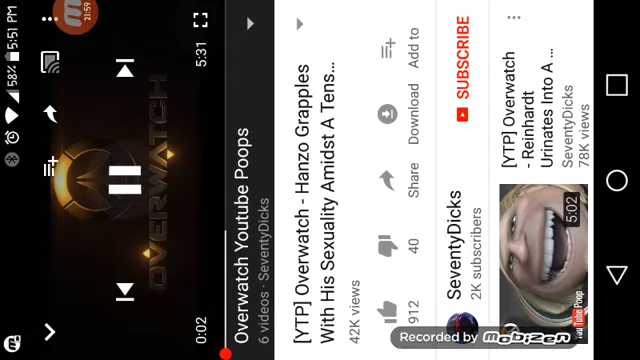 58% 5:51 PM
21:59
OVERWATCH
0:02
5:31
Overwatch Youtube Poops
6 videos · SeventyDicks
[YTP] Overwatch - Hanzo Grapples
With His Sexuality Amidst A Tens...
42K views
912
40
Share
Download
Add to
SeventyDicks
2K subscribers
SUBSCRIBE
5:02
You Tube Poop
[YTP] Overwatch
- Reinhardt
Urinates Into A ...
SeventyDicks
78K views
Recorded by mobizen